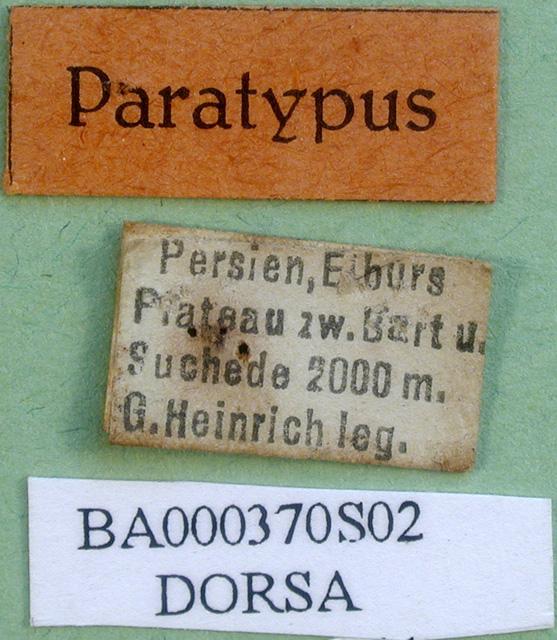 Paratypus
Persien, Elburs
Plateau zw. Bart u.
Suchede 2000 m.
G. Heinrich leg.
BA000370S02
DORSA